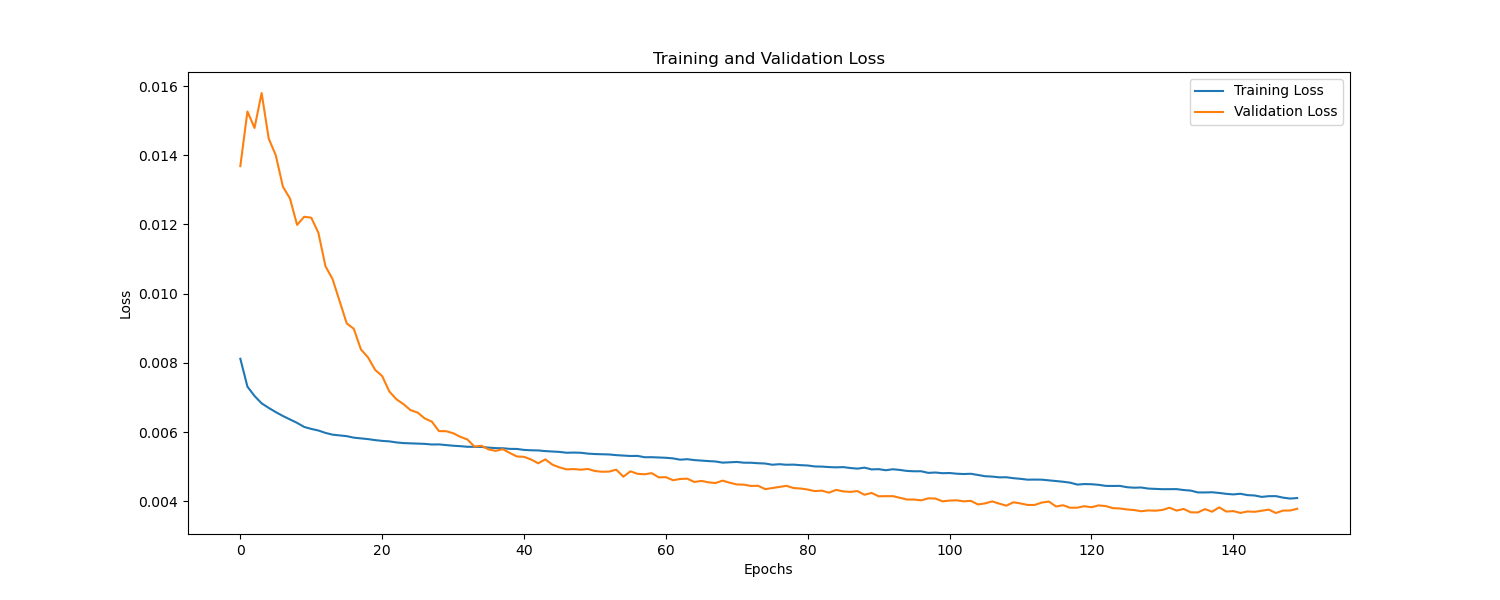 Training and Validation Loss
Training Loss
Validation Loss
0.016
0.014
0.012
0.010
0.008
0.006
0.004
Loss
0 20 40 60 80 100 120 140
Epochs